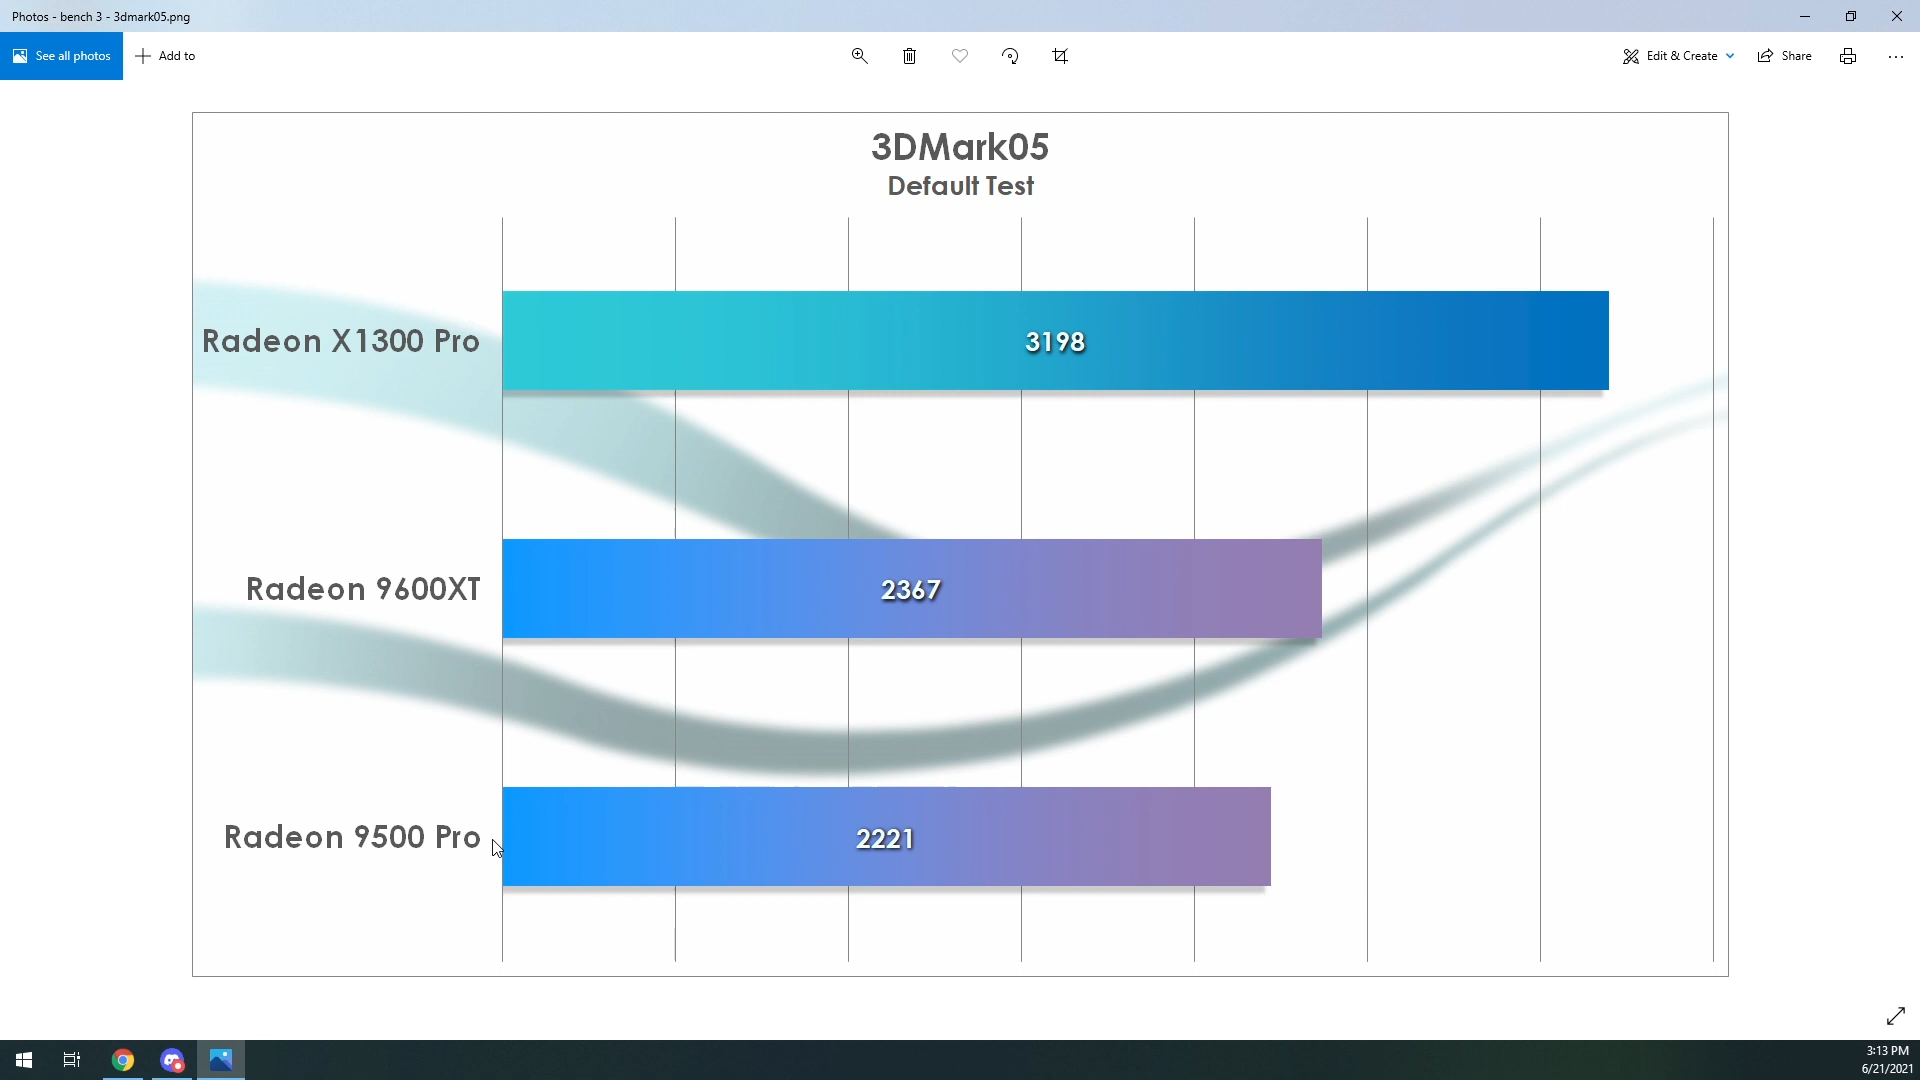 Photos - bench 3 - 3dmark05.png
See all photos
Add to
Edit & Create
Share
3DMark05
Default Test
Radeon X1300 Pro
3198
Radeon 9600XT
2367
Radeon 9500 Pro
2221
3:13 PM
6/21/2021